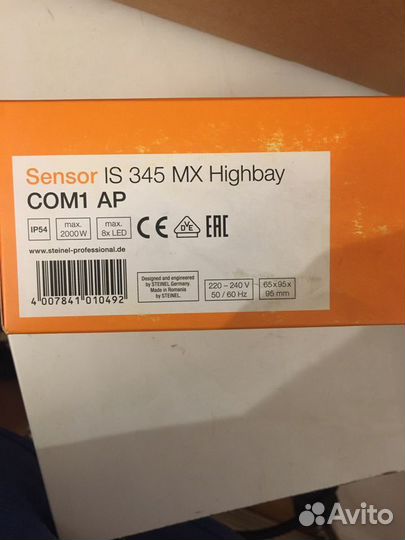 Sensor IS 345 MX Highbay
COM1 AP
IP54
max.
2000W
max.
8x LED
CE
VDE
EAC
www.steinel-professional.de
4 007841 010492
Designed and engineered
by STEINEL Germany.
Made in Romania
by STEINEL.
220 – 240 V
50 / 60 Hz
65x95x
95 mm
Avito